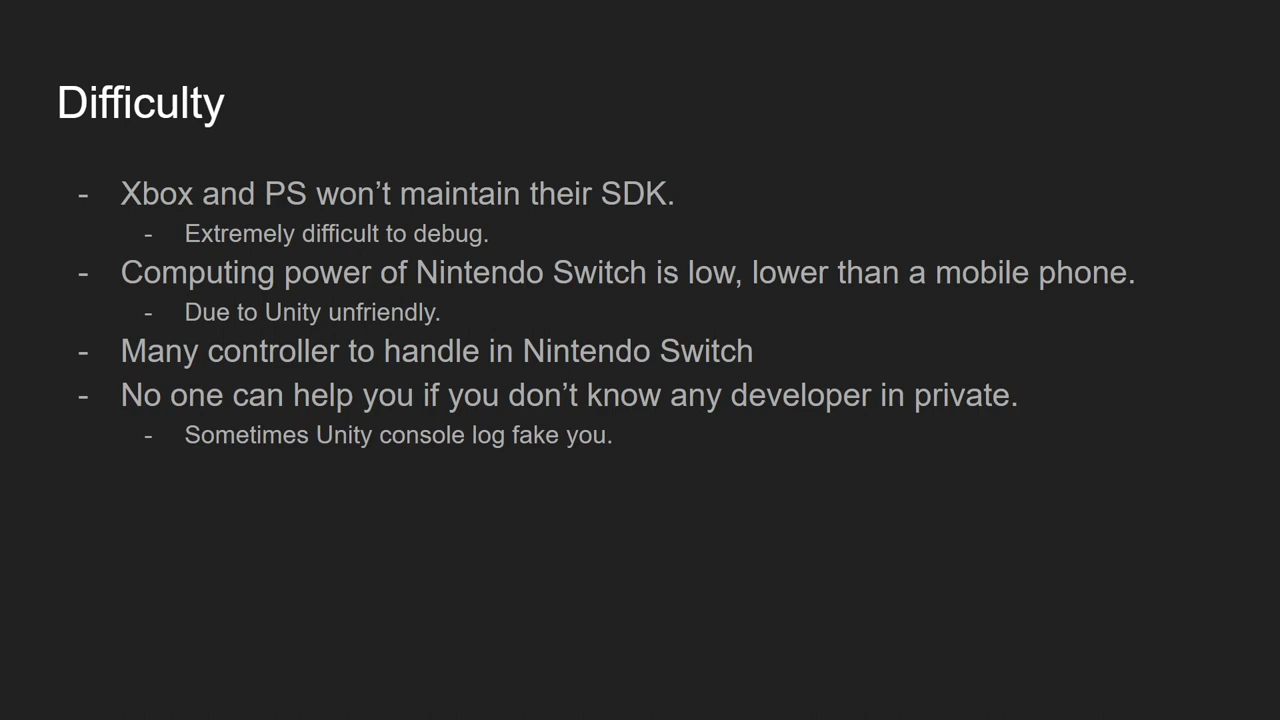 Difficulty
- Xbox and PS won’t maintain their SDK.
- Extremely difficult to debug.
- Computing power of Nintendo Switch is low, lower than a mobile phone.
- Due to Unity unfriendly.
- Many controller to handle in Nintendo Switch
- No one can help you if you don’t know any developer in private.
- Sometimes Unity console log fake you.